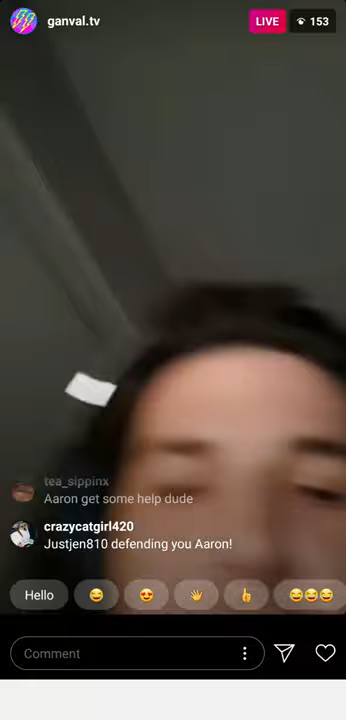 ganval.tv
LIVE
153
tea_sippinx
Aaron get some help dude
crazycatgirl420
Justjen810 defending you Aaron!
Hello
Comment